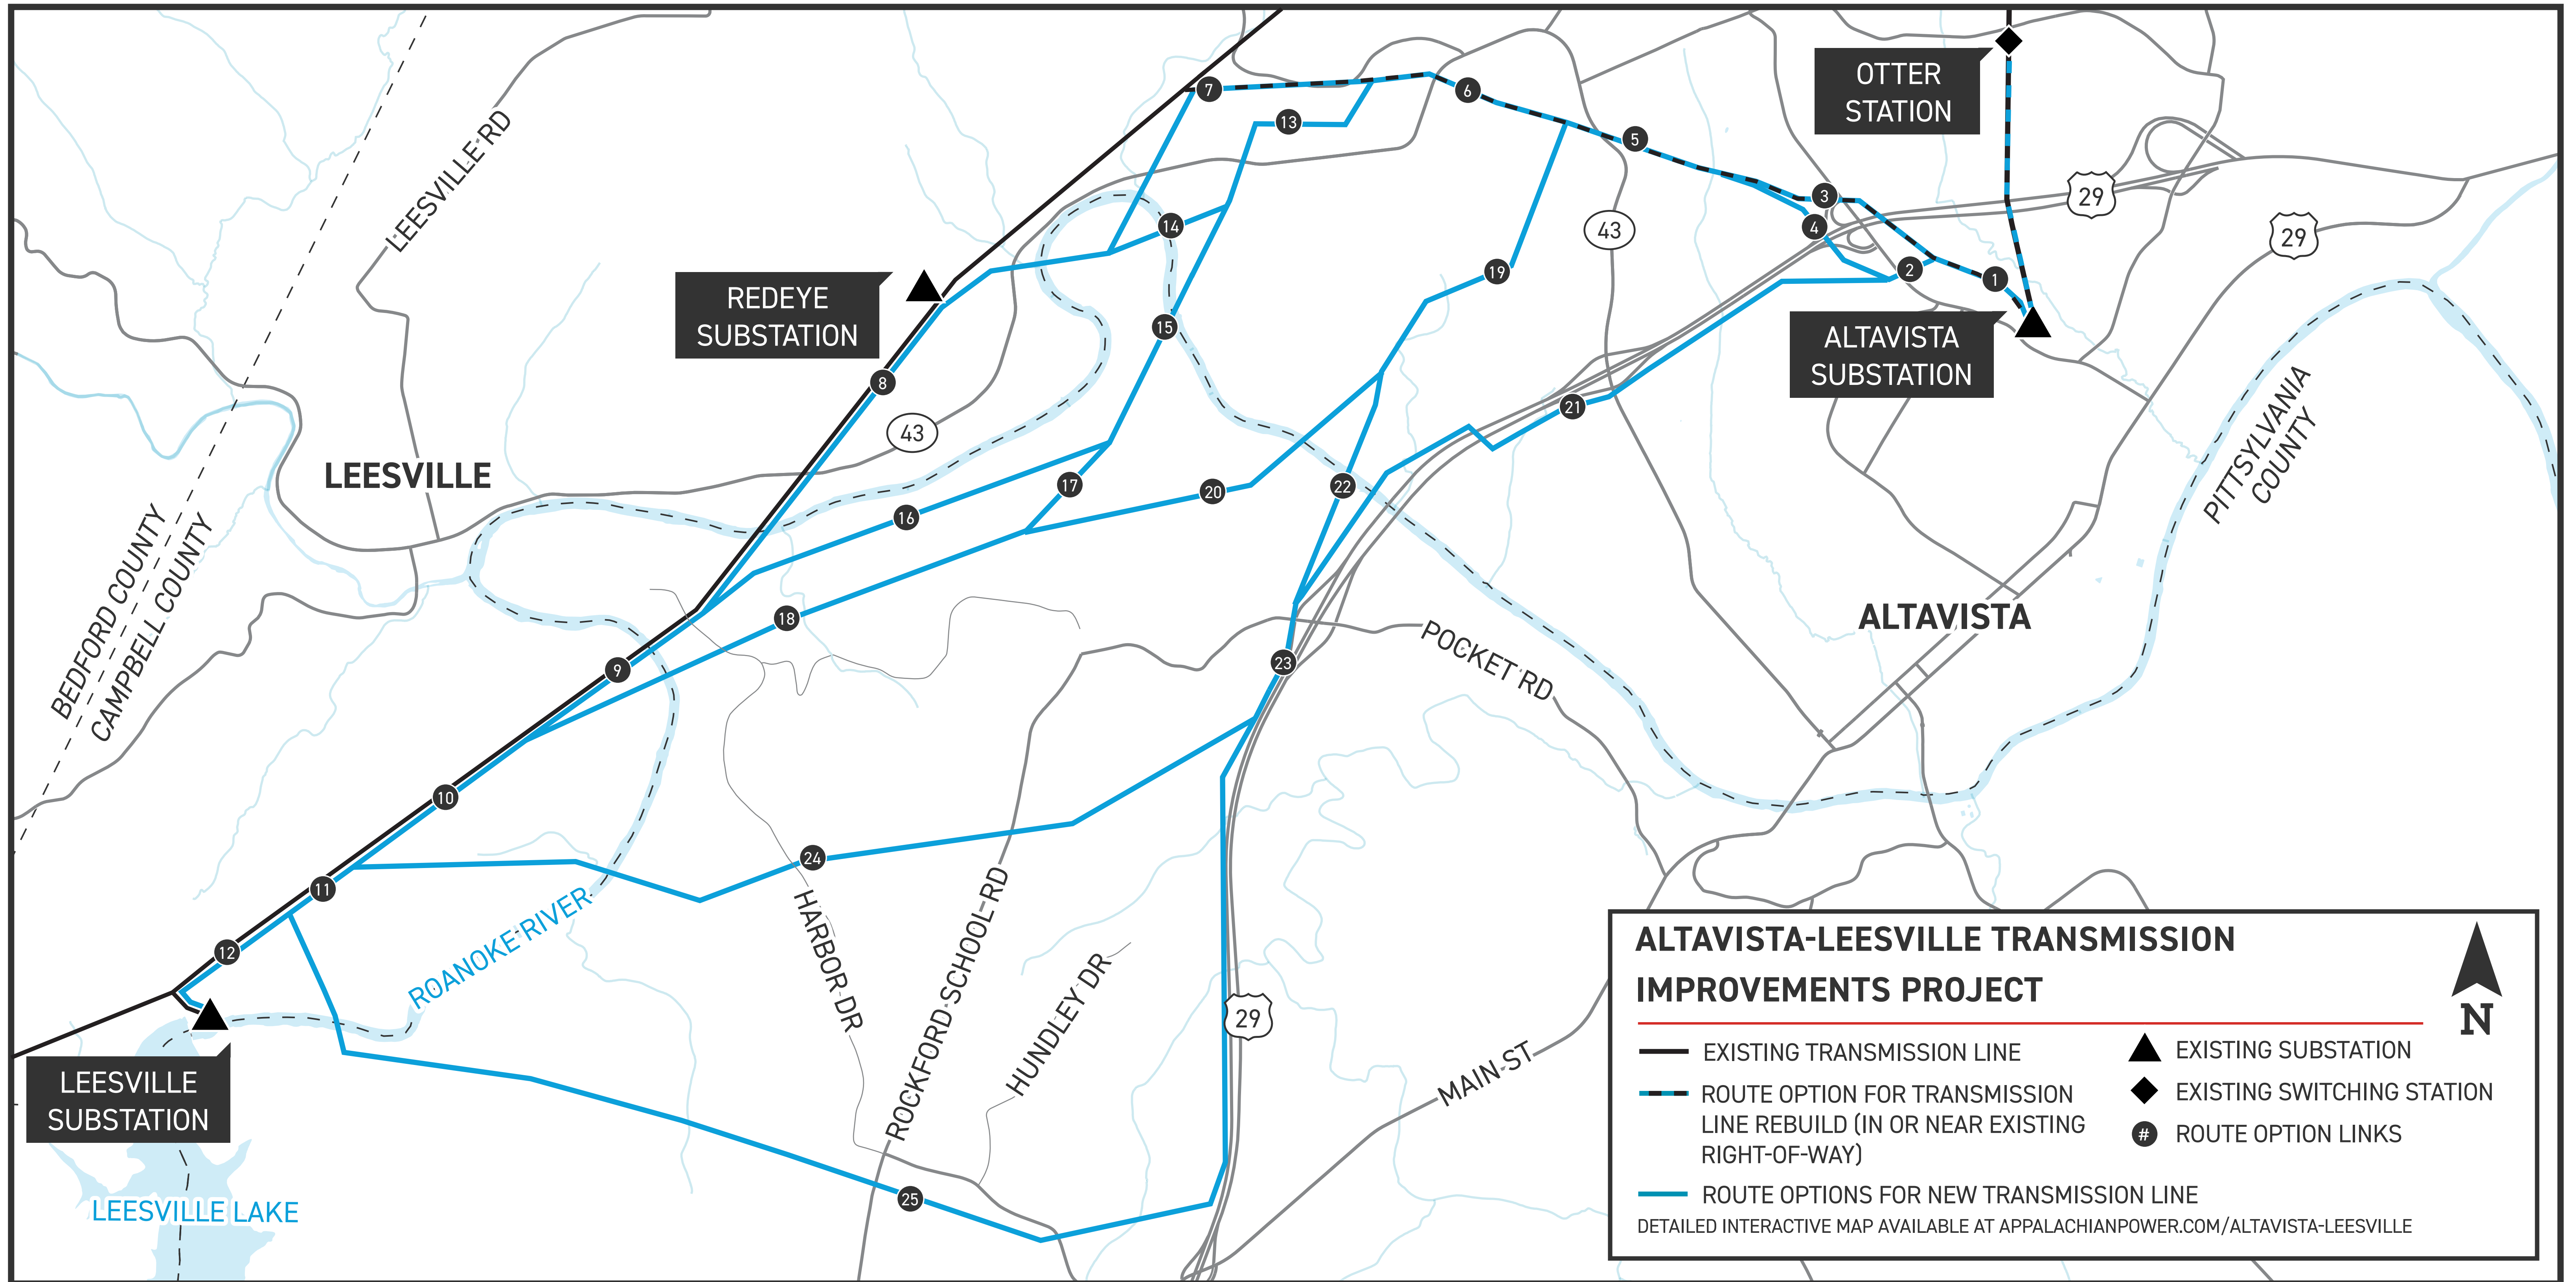 OTTER
STATION
7
6
13
5
LEESVILLE RD
3
29
14
4
43
29
19
2
1
REDEYE
SUBSTATION
15
ALTAVISTA
SUBSTATION
8
21
43
LEESVILLE
17
20
22
PITTSYLVANIA
COUNTY
16
BEDFORD COUNTY
CAMPBELL COUNTY
18
ALTAVISTA
9
23
POCKET RD
10
24
11
ROANOKE RIVER
12
HARBOR DR
ROCKFORD SCHOOL RD
HUNDLEY DR
29
MAIN ST
LEESVILLE
SUBSTATION
25
LEESVILLE LAKE
ALTAVISTA-LEESVILLE TRANSMISSION
IMPROVEMENTS PROJECT
N
EXISTING TRANSMISSION LINE
ROUTE OPTION FOR TRANSMISSION
LINE REBUILD (IN OR NEAR EXISTING
RIGHT-OF-WAY)
ROUTE OPTIONS FOR NEW TRANSMISSION LINE
EXISTING SUBSTATION
EXISTING SWITCHING STATION
# ROUTE OPTION LINKS
DETAILED INTERACTIVE MAP AVAILABLE AT APPALACHIANPOWER.COM/ALTAVISTA-LEESVILLE